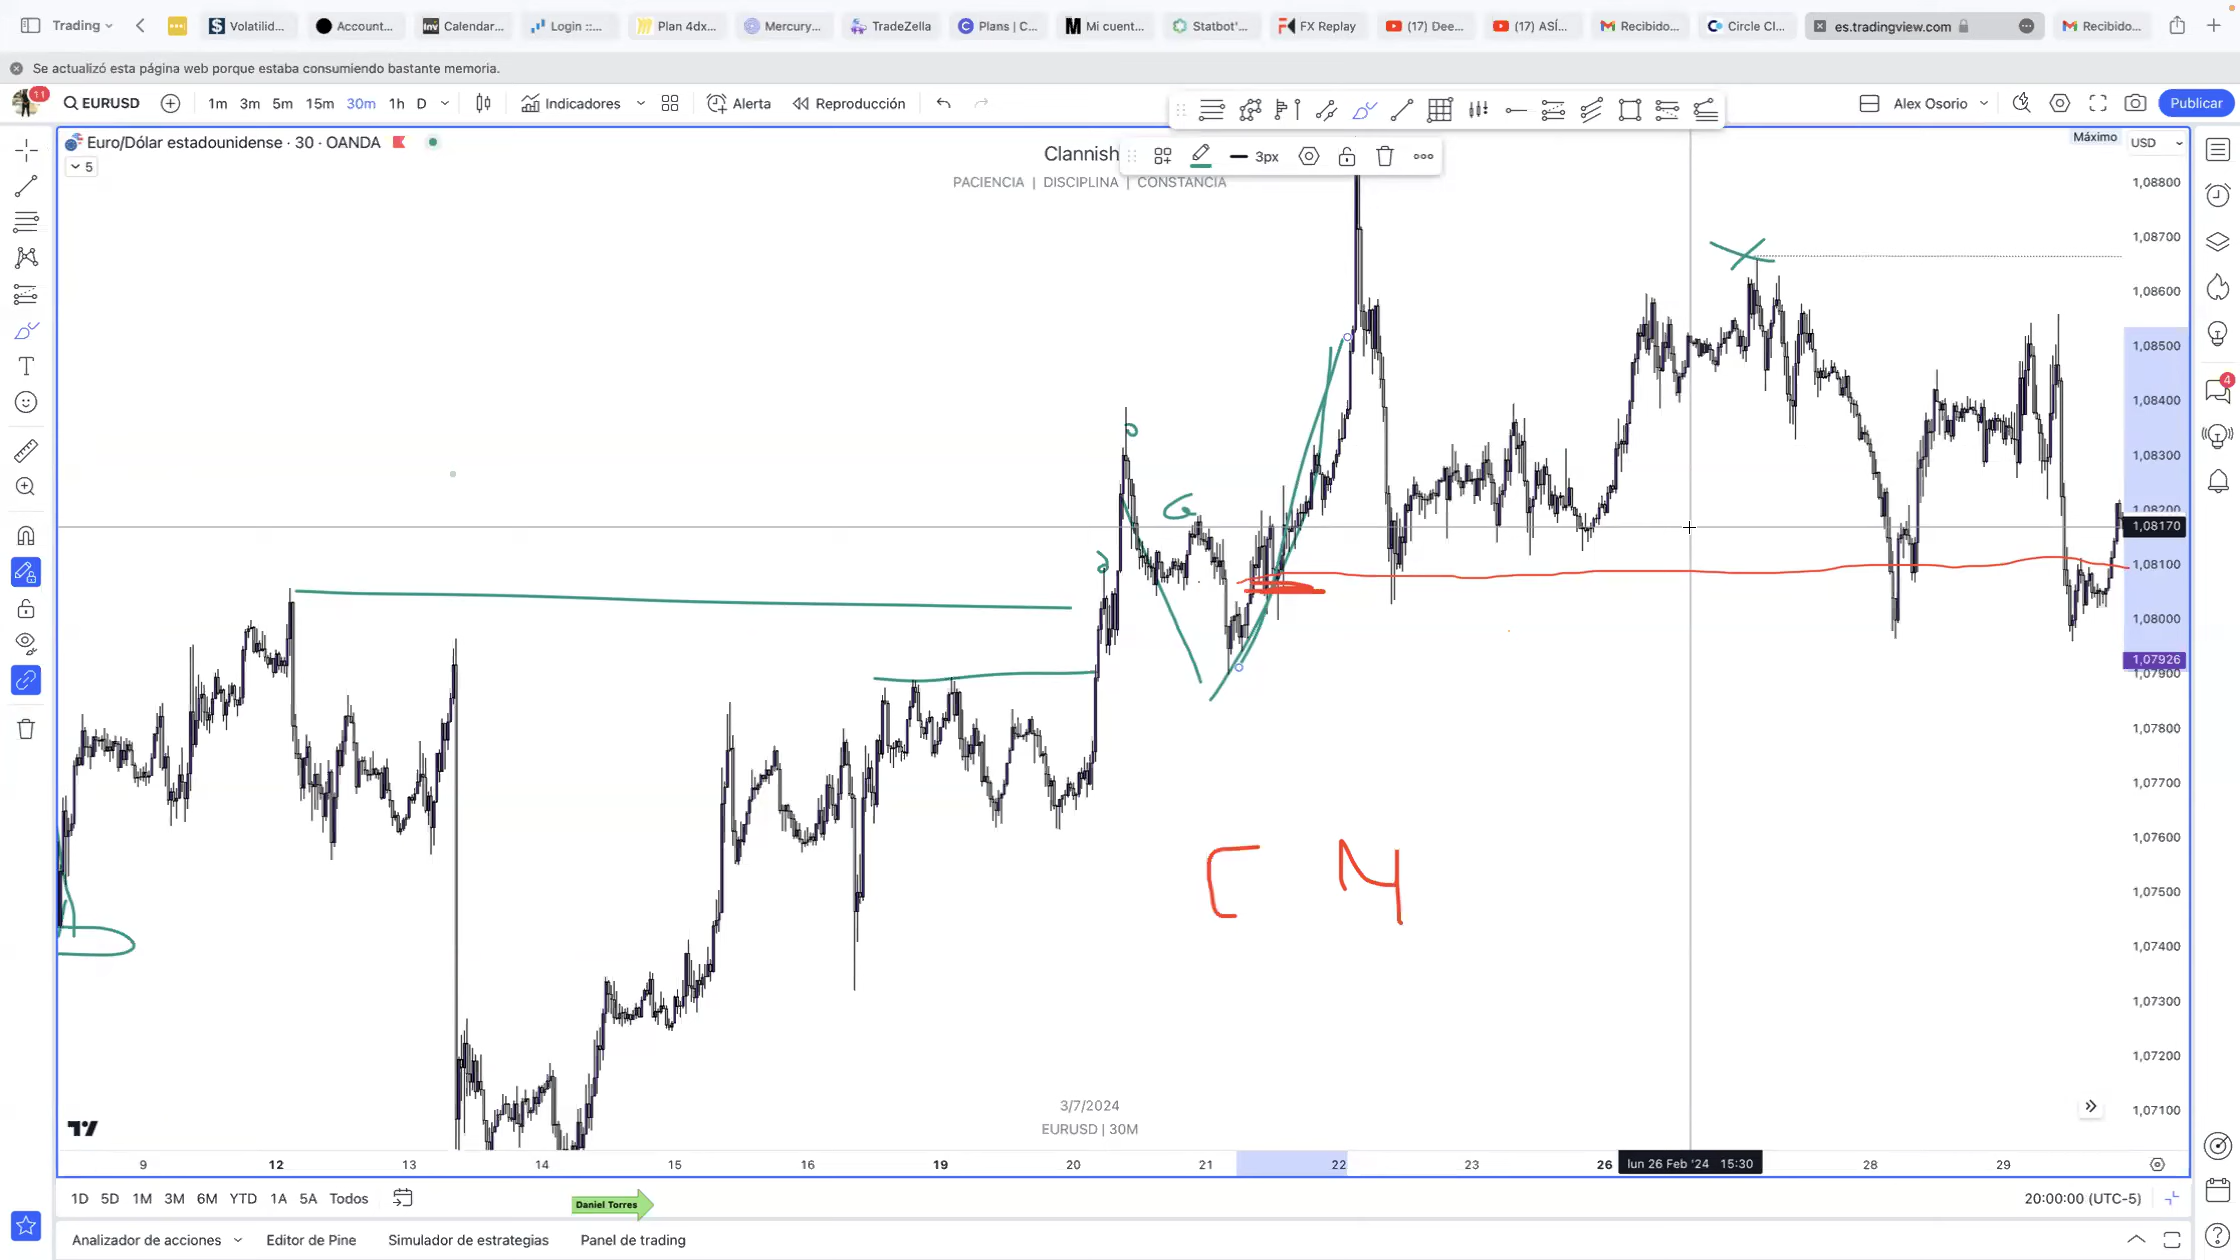 Trading Volatilid... Account... Calendar... Login ::... Plan 4dx... Mercury... TradeZella Plans | C... Mi cuent... Statbot'... FX Replay (17) Dee... (17) ASÍ... Recibido... Circle Cl... es.tradingview.com Recibido...
Se actualizó esta página web porque estaba consumiendo bastante memoria.
11 EURUSD 1m 3m 5m 15m 30m 1h D Indicadores Alerta Reproducción Alex Osorio Publicar
Euro/Dólar estadounidense · 30 · OANDA
5
Clannish
3px
PACIENCIA | DISCIPLINA | CONSTANCIA
Máximo
USD
1,08800
1,08700
1,08600
1,08500
1,08400
4
1,08300
1,08200
1,08170
1,08100
1,08000
1,07926
1,07900
1,07800
1,07700
1,07600
1,07500
1,07400
1,07300
1,07200
1,07100
3/7/2024
EURUSD | 30M
9 12 13 14 15 16 19 20 21 22 23 26 lun 26 Feb '24 15:30 28 29
1D 5D 1M 3M 6M YTD 1A 5A Todos
Daniel Torres
20:00:00 (UTC-5)
Analizador de acciones Editor de Pine Simulador de estrategias Panel de trading